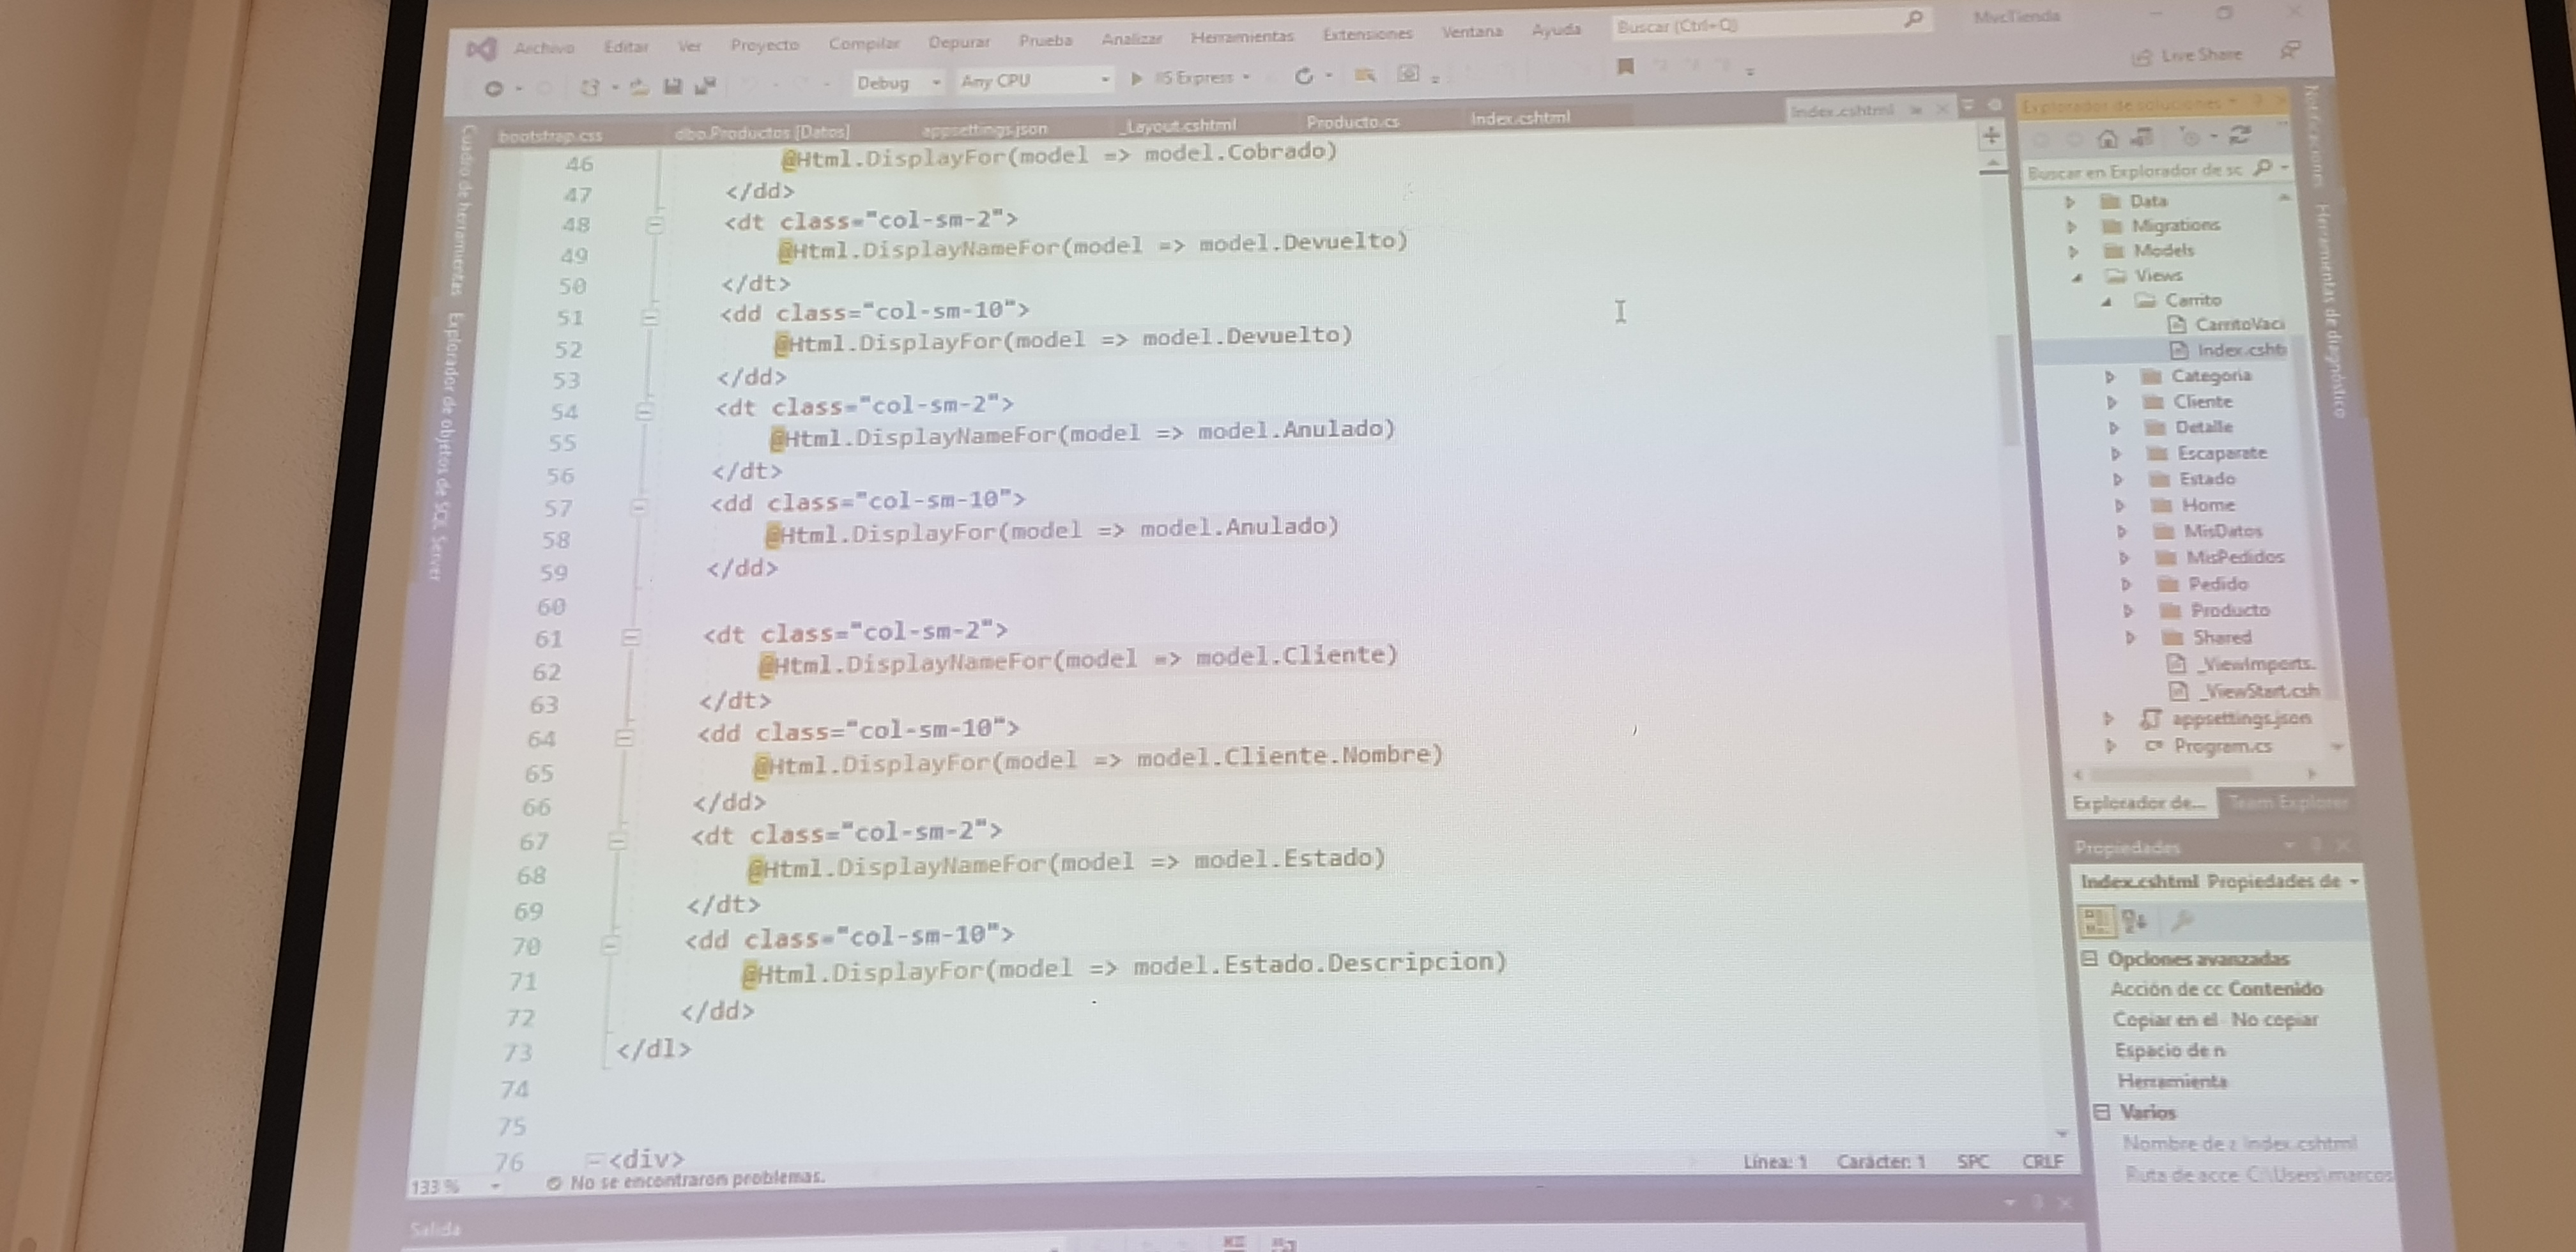 Archivo Editar Ver Proyecto Compilar Depurar Prueba Analizar Herramientas Extensiones Ventana Ayuda Buscar (Ctrl+Q) MvcTienda
Live Share
Debug Any CPU IIS Express
bootstrap.css dbo.Productos [Datos] appsettings.json _Layout.cshtml Producto.cs Index.cshtml Index.cshtml
Cuadro de herramientas
Explorador de objetos de SQL Server
46 @Html.DisplayFor(model => model.Cobrado)
47 </dd>
48 <dt class="col-sm-2">
49 @Html.DisplayNameFor(model => model.Devuelto)
50 </dt>
51 <dd class="col-sm-10">
52 @Html.DisplayFor(model => model.Devuelto)
53 </dd>
54 <dt class="col-sm-2">
55 @Html.DisplayNameFor(model => model.Anulado)
56 </dt>
57 <dd class="col-sm-10">
58 @Html.DisplayFor(model => model.Anulado)
59 </dd>
60
61 <dt class="col-sm-2">
62 @Html.DisplayNameFor(model => model.Cliente)
63 </dt>
64 <dd class="col-sm-10">
65 @Html.DisplayFor(model => model.Cliente.Nombre)
66 </dd>
67 <dt class="col-sm-2">
68 @Html.DisplayNameFor(model => model.Estado)
69 </dt>
70 <dd class="col-sm-10">
71 @Html.DisplayFor(model => model.Estado.Descripcion)
72 </dd>
73 </dl>
74
75
76 <div>
133 % No se encontraron problemas. Línea: 1 Carácter: 1 SPC CRLF
Salida
Explorador de soluciones
Buscar en Explorador de sc
Data
Migrations
Models
Views
Carrito
CarritoVaci
Index.csht
Categoria
Cliente
Detalle
Escaparate
Estado
Home
MisDatos
MisPedidos
Pedido
Producto
Shared
_ViewImports.
_ViewStart.csh
appsettings.json
Program.cs
Explorador de... Team Explorer
Propiedades
Index.cshtml Propiedades de
Opciones avanzadas
Acción de cc Contenido
Copiar en el No copiar
Espacio de n
Herramienta
Varios
Nombre de a Index.cshtml
Ruta de acce C:\Users\marcos
Notificaciones
Herramientas de diagnóstico